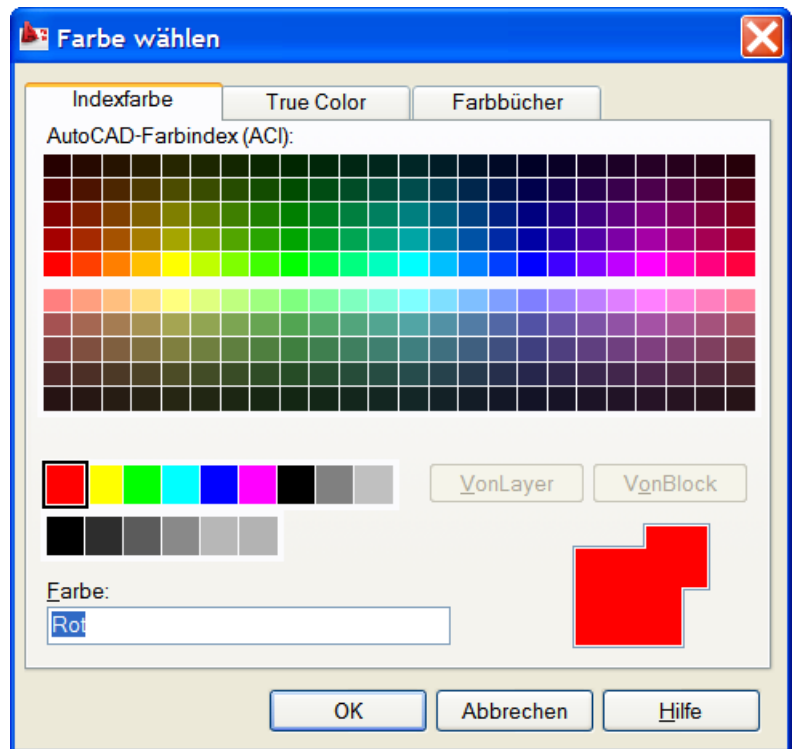 Farbe wählen
Indexfarbe True Color Farbbücher
AutoCAD-Farbindex (ACI):
VonLayer VonBlock
Farbe:
Rot
OK Abbrechen Hilfe